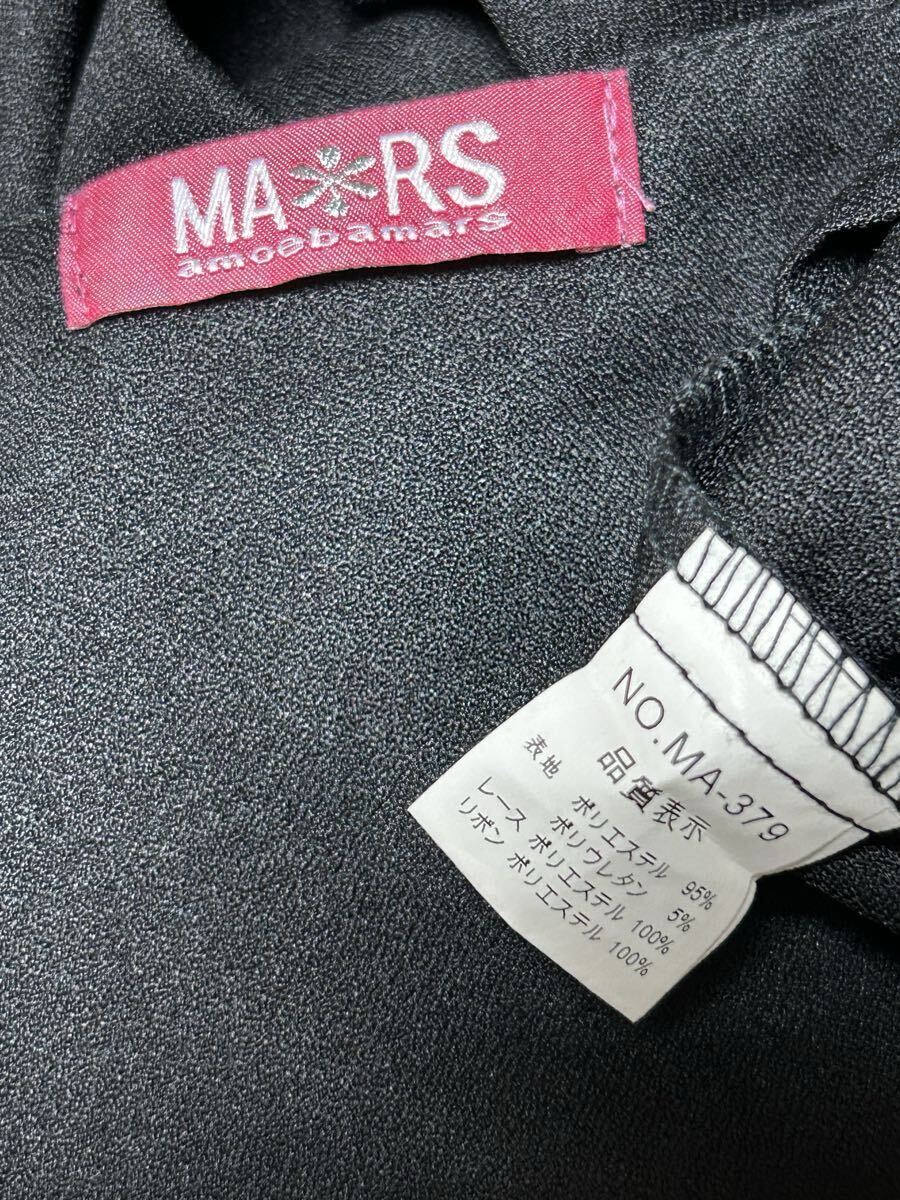 MA RS
amoebamars
NO.MA-379
品質表示
表地 ポリエステル 95%
ポリウレタン 5%
レース ポリエステル 100%
リボン ポリエステル 100%